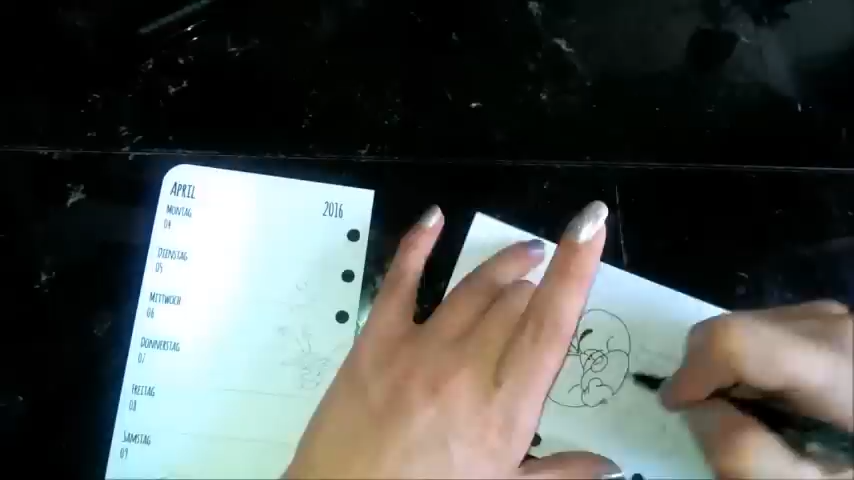 APRIL
2016
MONTAG
04
DIENSTAG
05
MITTWOCH
06
DONNERSTAG
07
FREITAG
08
SAMSTAG
09